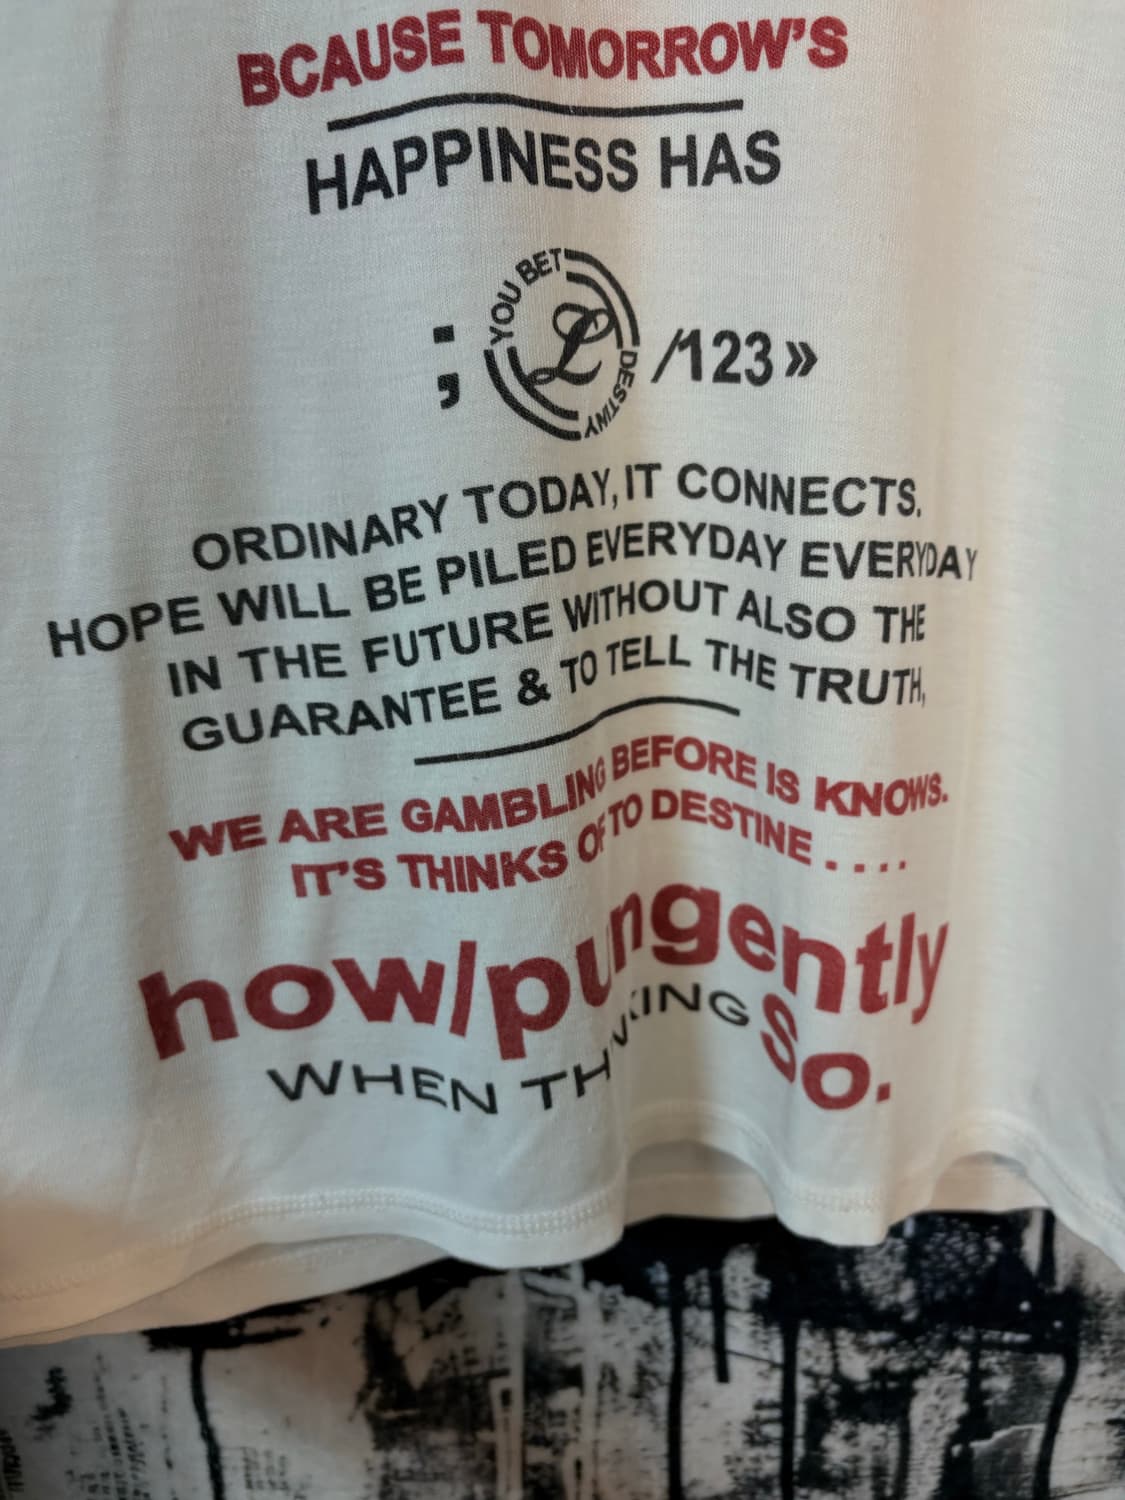 BCAUSE TOMORROW'S
HAPPINESS HAS
; YOU BET L DESTINY /123 »
ORDINARY TODAY, IT CONNECTS.
HOPE WILL BE PILED EVERYDAY EVERYDAY
IN THE FUTURE WITHOUT ALSO THE
GUARANTEE & TO TELL THE TRUTH,
WE ARE GAMBLING BEFORE IS KNOWS.
IT'S THINKS OF TO DESTINE ....
how/pungently
WHEN THINKING So.